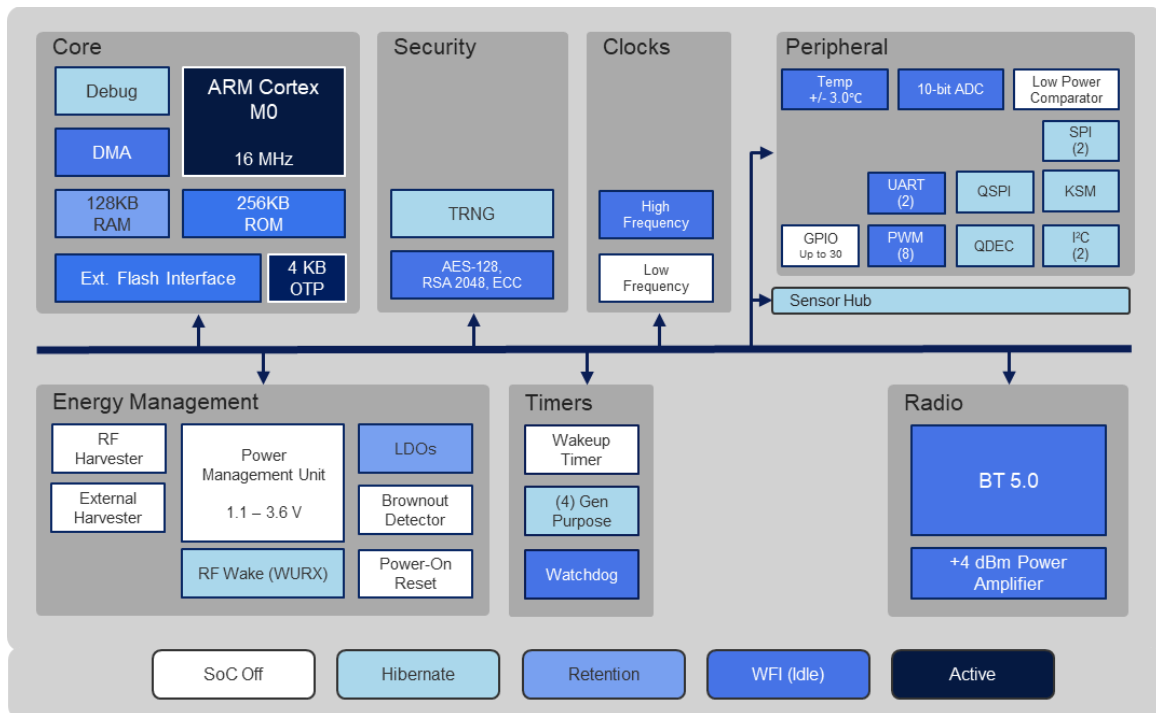 Core
Debug
ARM Cortex
M0
16 MHz
DMA
128KB
RAM
256KB
ROM
Ext. Flash Interface
4 KB
OTP
Security
TRNG
AES-128,
RSA 2048, ECC
Clocks
High
Frequency
Low
Frequency
Peripheral
Temp
+/- 3.0℃
10-bit ADC
Low Power
Comparator
SPI
(2)
UART
(2)
QSPI
KSM
GPIO
Up to 30
PWM
(8)
QDEC
I²C
(2)
Sensor Hub
Energy Management
RF
Harvester
Power
Management Unit
1.1 – 3.6 V
LDOs
External
Harvester
Brownout
Detector
RF Wake (WURX)
Power-On
Reset
Timers
Wakeup
Timer
(4) Gen
Purpose
Watchdog
Radio
BT 5.0
+4 dBm Power
Amplifier
SoC Off
Hibernate
Retention
WFI (Idle)
Active